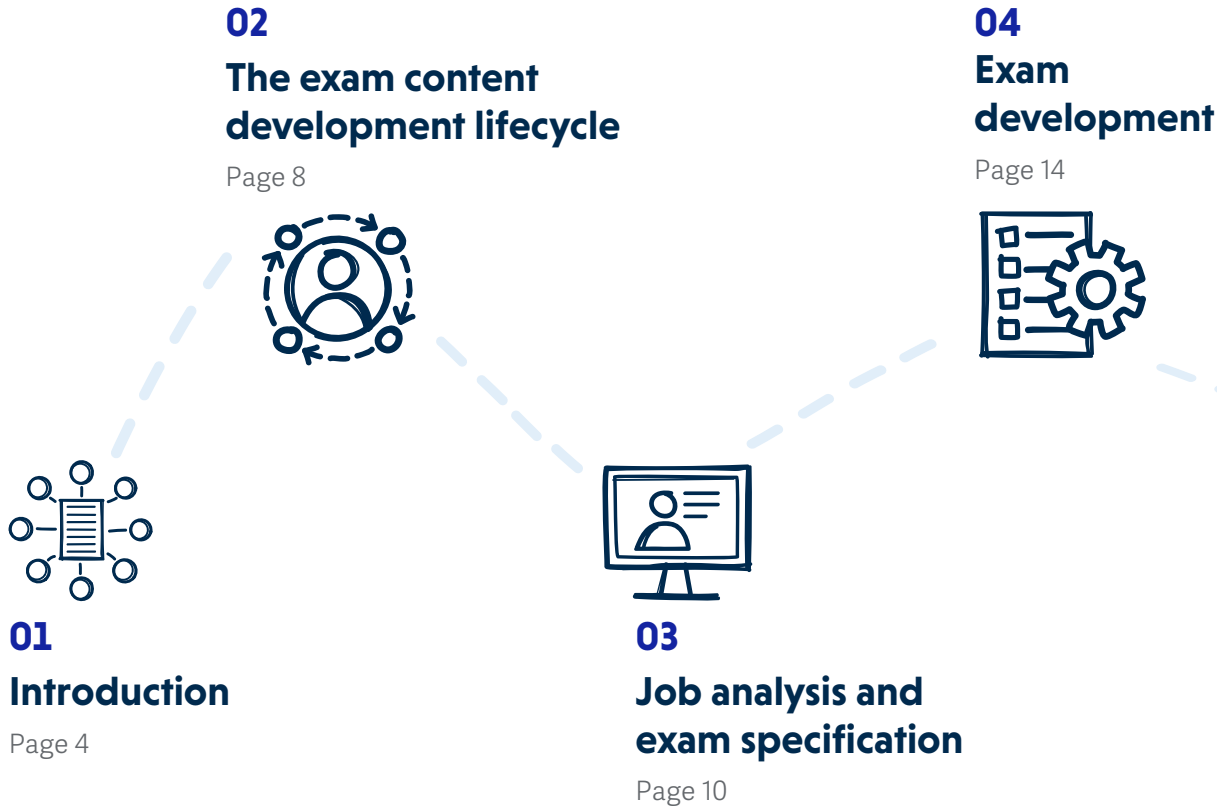 01
Introduction
Page 4
02
The exam content
development lifecycle
Page 8
03
Job analysis and
exam specification
Page 10
04
Exam
development
Page 14